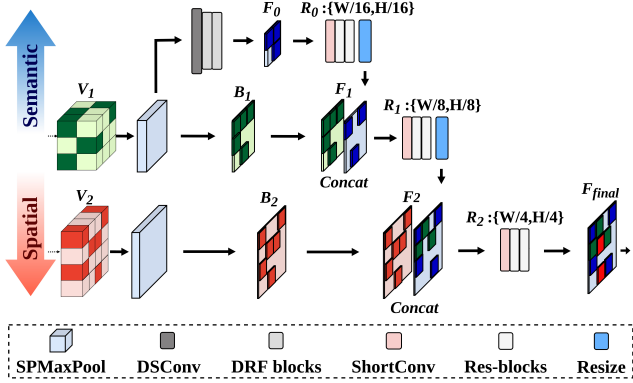 Semantic
Spatial
F0
R0 :{W/16,H/16}
V1
B1
F1
R1 :{W/8,H/8}
Concat
V2
B2
F2
R2 :{W/4,H/4}
Ffinal
Concat
SPMaxPool
DSConv
DRF blocks
ShortConv
Res-blocks
Resize